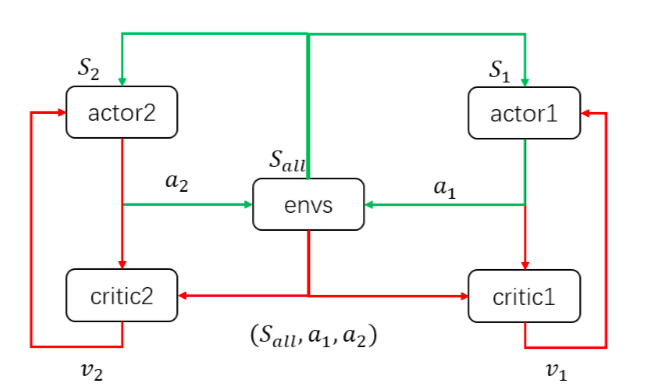 S₂
S₁
actor2
actor1
Sₐₗₗ
a₂
a₁
envs
critic2
critic1
(Sₐₗₗ, a₁, a₂)
v₂
v₁